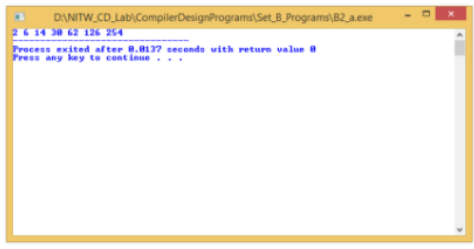 D:\NITW_CD_Lab\CompilerDesignPrograms\Set_B_Programs\B2_a.exe
2 6 14 30 62 126 254
--------------------------------
Process exited after 0.0137 seconds with return value 0
Press any key to continue . . .